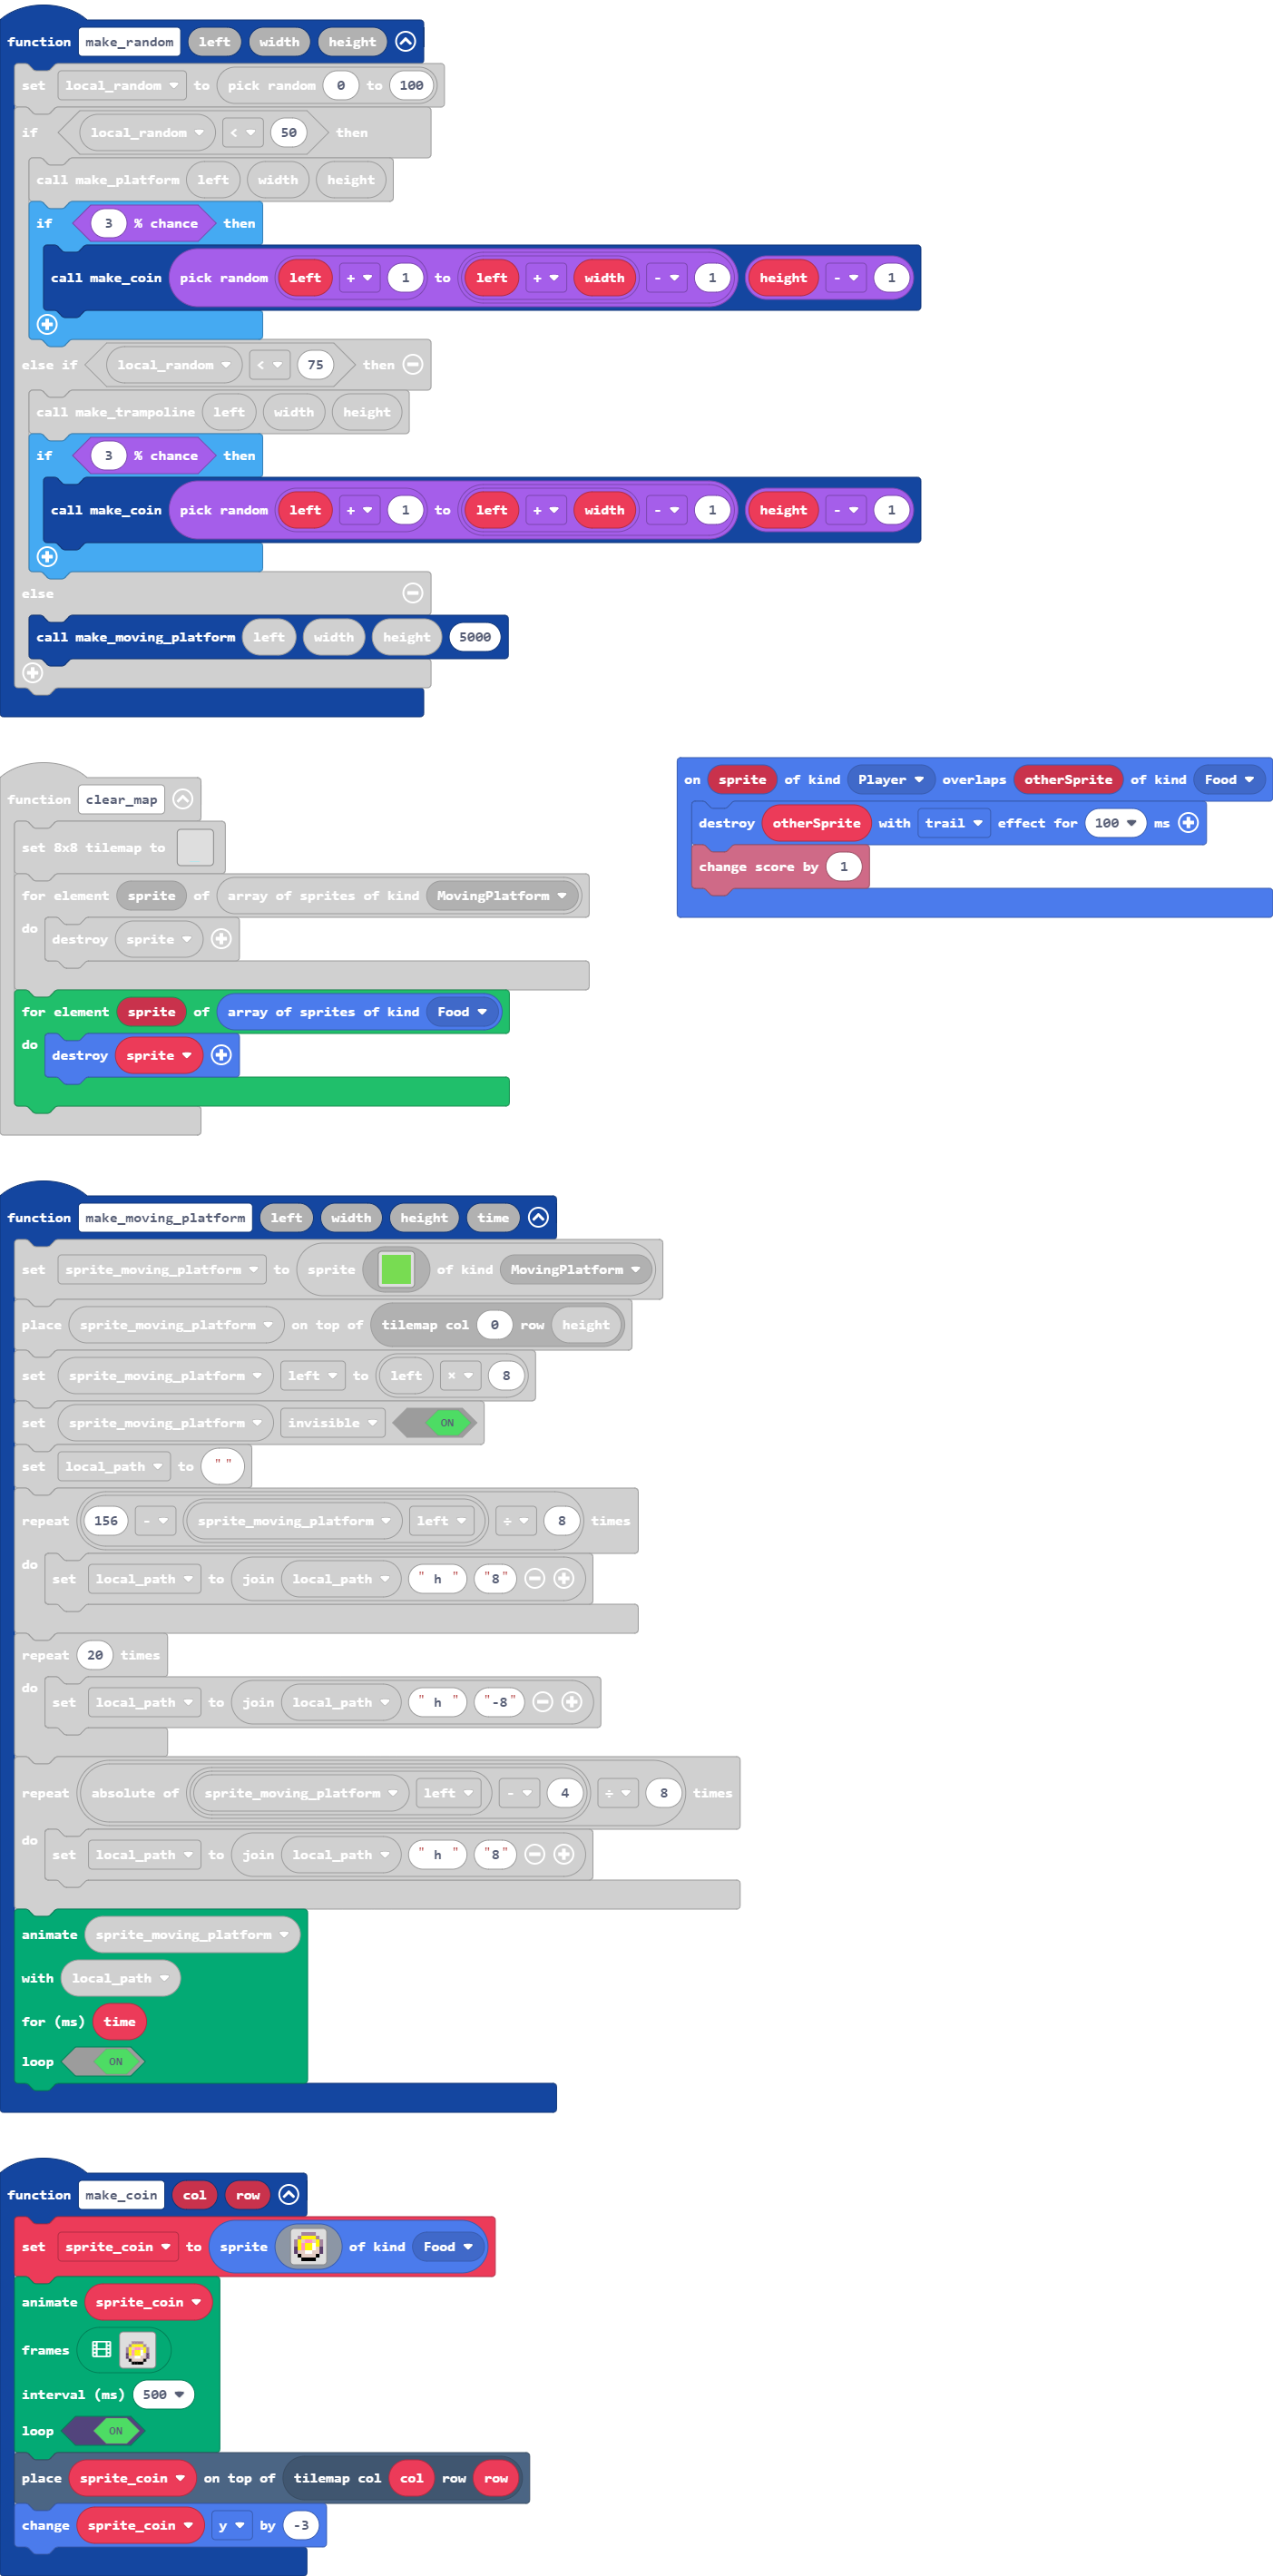 function make_random left width height
set local_random to pick random 0 to 100
if local_random < 50 then
call make_platform left width height
if 3 % chance then
call make_coin pick random left + 1 to left + width - 1 height - 1
else if local_random < 75 then
call make_trampoline left width height
if 3 % chance then
call make_coin pick random left + 1 to left + width - 1 height - 1
else
call make_moving_platform left width height 5000
function clear_map
set 8x8 tilemap to
for element sprite of array of sprites of kind MovingPlatform
do
destroy sprite
for element sprite of array of sprites of kind Food
do
destroy sprite
on sprite of kind Player overlaps otherSprite of kind Food
destroy otherSprite with trail effect for 100 ms
change score by 1
function make_moving_platform left width height time
set sprite_moving_platform to sprite of kind MovingPlatform
place sprite_moving_platform on top of tilemap col 0 row height
set sprite_moving_platform left to left × 8
set sprite_moving_platform invisible ON
set local_path to " "
repeat 156 - sprite_moving_platform left ÷ 8 times
do
set local_path to join local_path " h " "8"
repeat 20 times
do
set local_path to join local_path " h " "-8"
repeat absolute of sprite_moving_platform left - 4 ÷ 8 times
do
set local_path to join local_path " h " "8"
animate sprite_moving_platform
with local_path
for (ms) time
loop ON
function make_coin col row
set sprite_coin to sprite of kind Food
animate sprite_coin
frames
interval (ms) 500
loop ON
place sprite_coin on top of tilemap col col row row
change sprite_coin y by -3